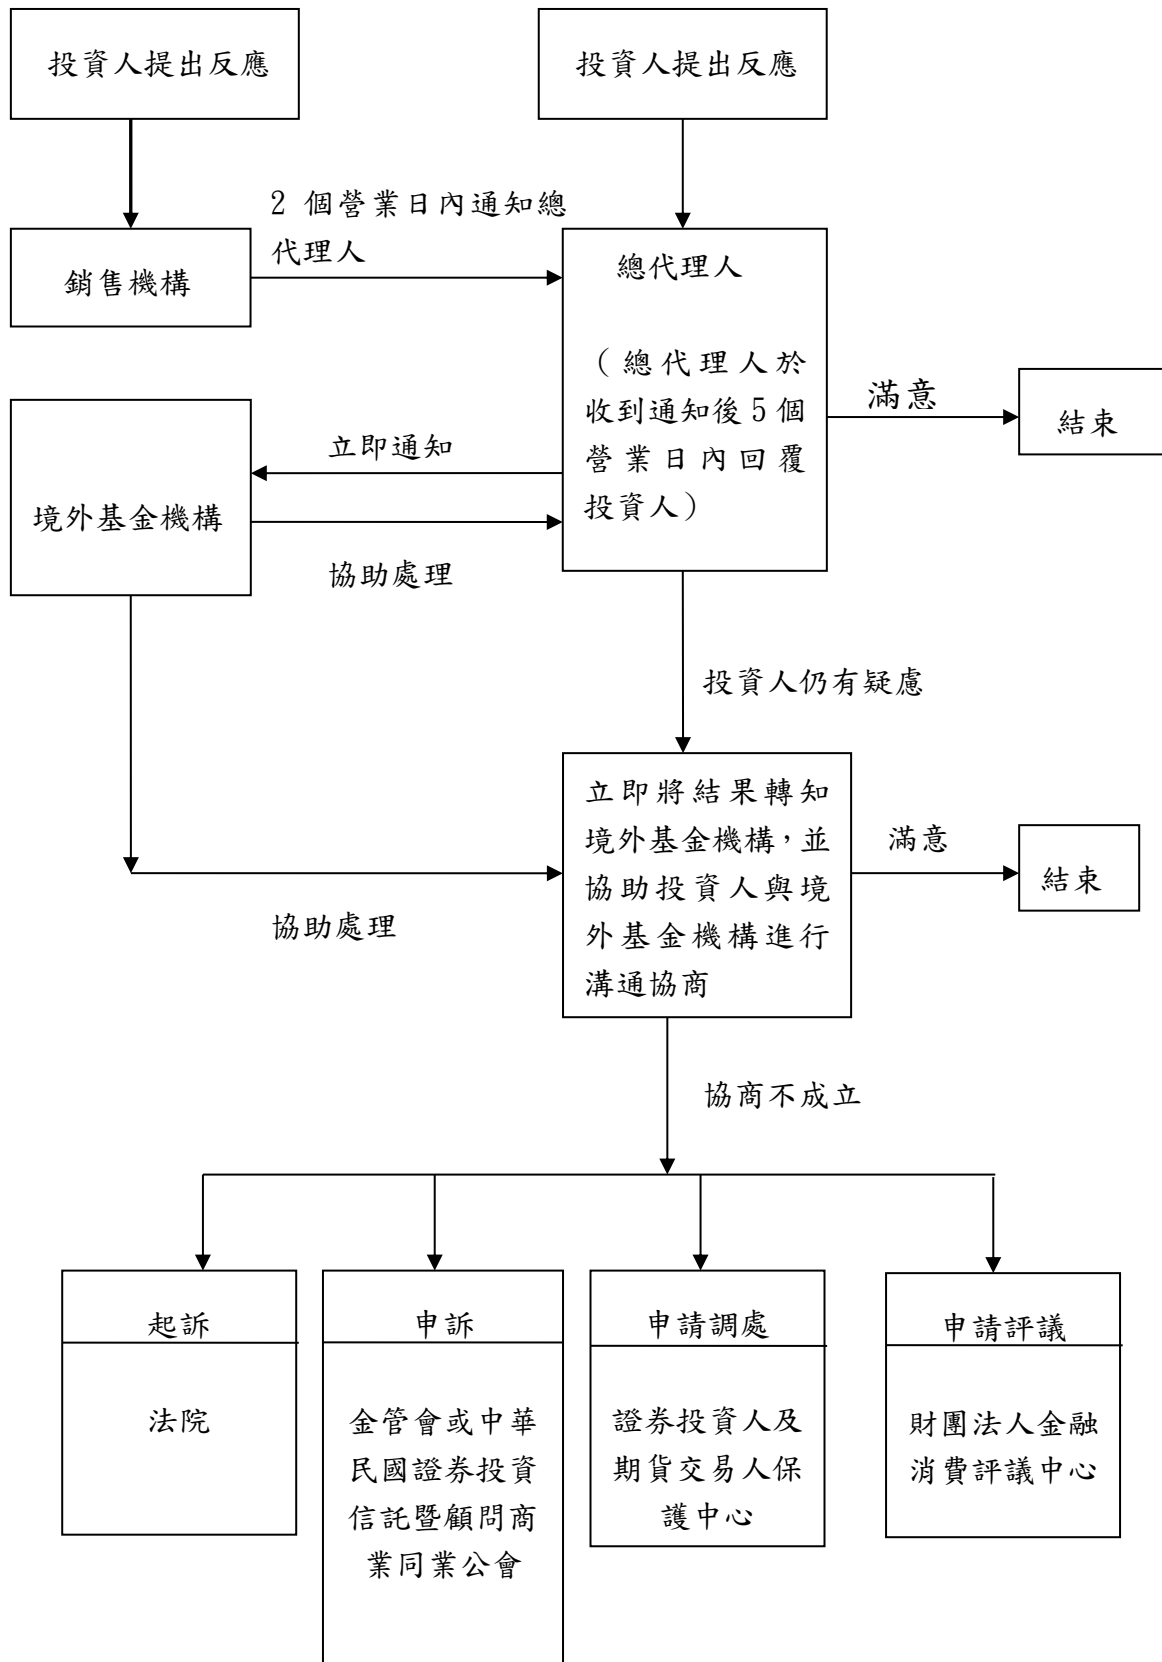 投資人提出反應
投資人提出反應
2 個營業日內通知總
代理人
銷售機構
總代理人
（總代理人於
收到通知後 5 個
營業日內回覆
投資人）
滿意
結束
立即通知
境外基金機構
協助處理
投資人仍有疑慮
立即將結果轉知
境外基金機構，並
協助投資人與境
外基金機構進行
溝通協商
滿意
結束
協助處理
協商不成立
起訴
法院
申訴
金管會或中華
民國證券投資
信託暨顧問商
業同業公會
申請調處
證券投資人及
期貨交易人保
護中心
申請評議
財團法人金融
消費評議中心